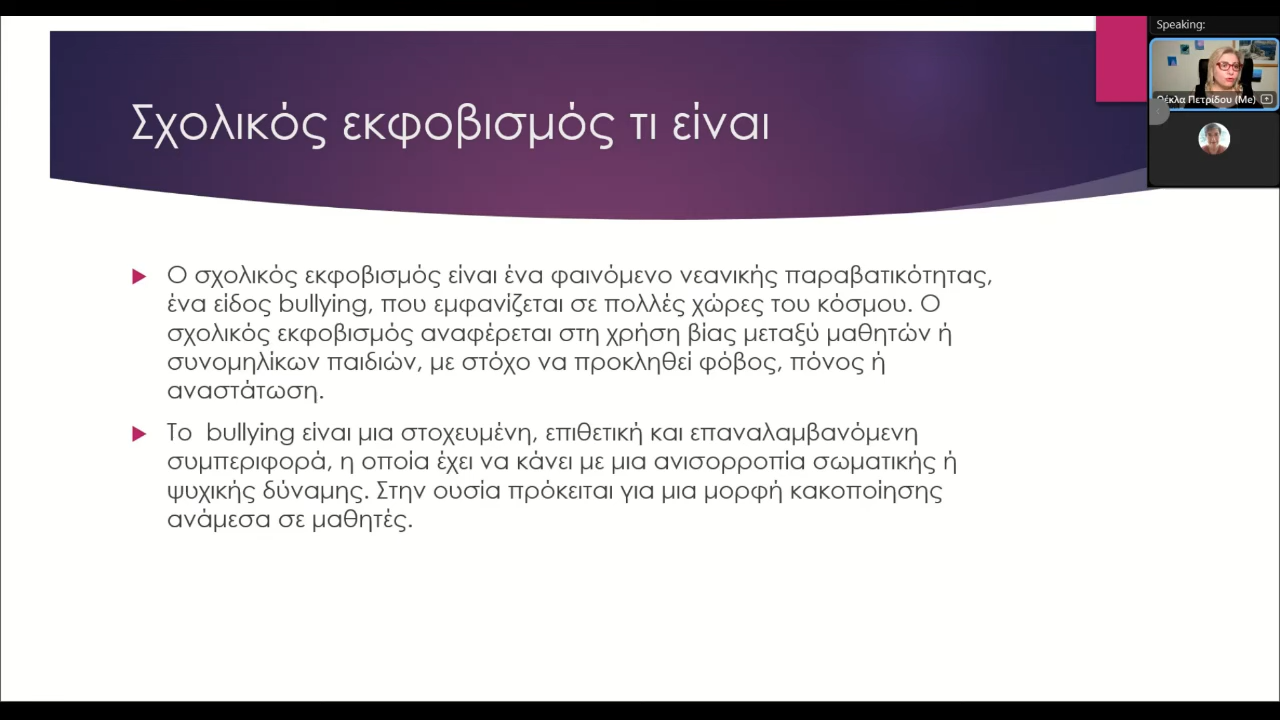 Speaking:
Θέκλα Πετρίδου (Me)
Σχολικός εκφοβισμός τι είναι
Ο σχολικός εκφοβισμός είναι ένα φαινόμενο νεανικής παραβατικότητας,
ένα είδος bullying, που εμφανίζεται σε πολλές χώρες του κόσμου. Ο
σχολικός εκφοβισμός αναφέρεται στη χρήση βίας μεταξύ μαθητών ή
συνομηλίκων παιδιών, με στόχο να προκληθεί φόβος, πόνος ή
αναστάτωση.
Το bullying είναι μια στοχευμένη, επιθετική και επαναλαμβανόμενη
συμπεριφορά, η οποία έχει να κάνει με μια ανισορροπία σωματικής ή
ψυχικής δύναμης. Στην ουσία πρόκειται για μια μορφή κακοποίησης
ανάμεσα σε μαθητές.